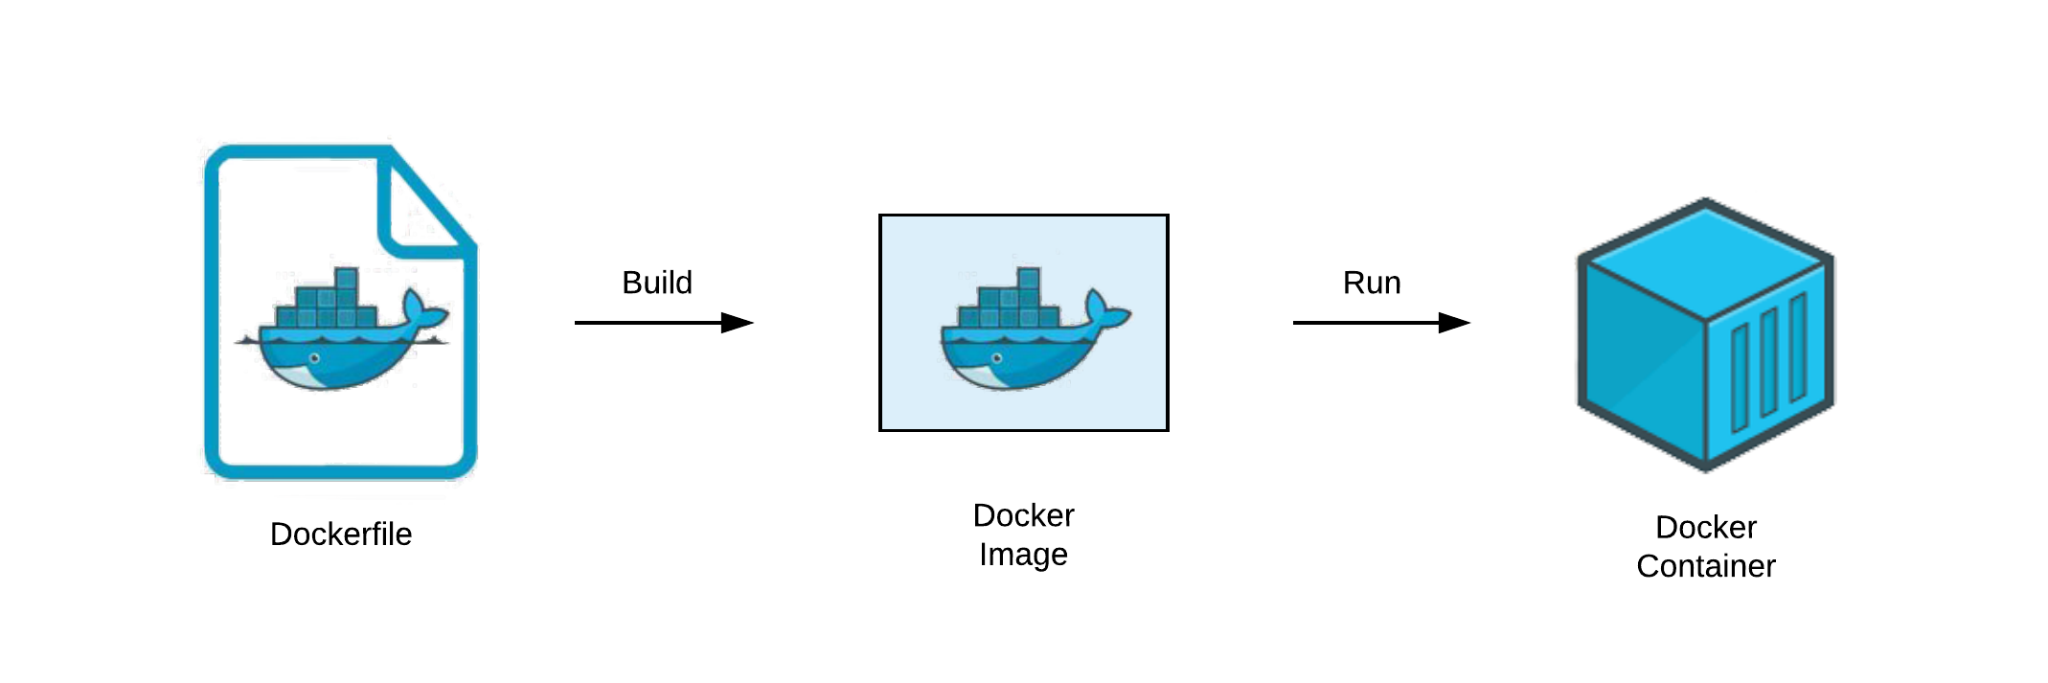 Build
Run
Dockerfile
Docker
Image
Docker
Container